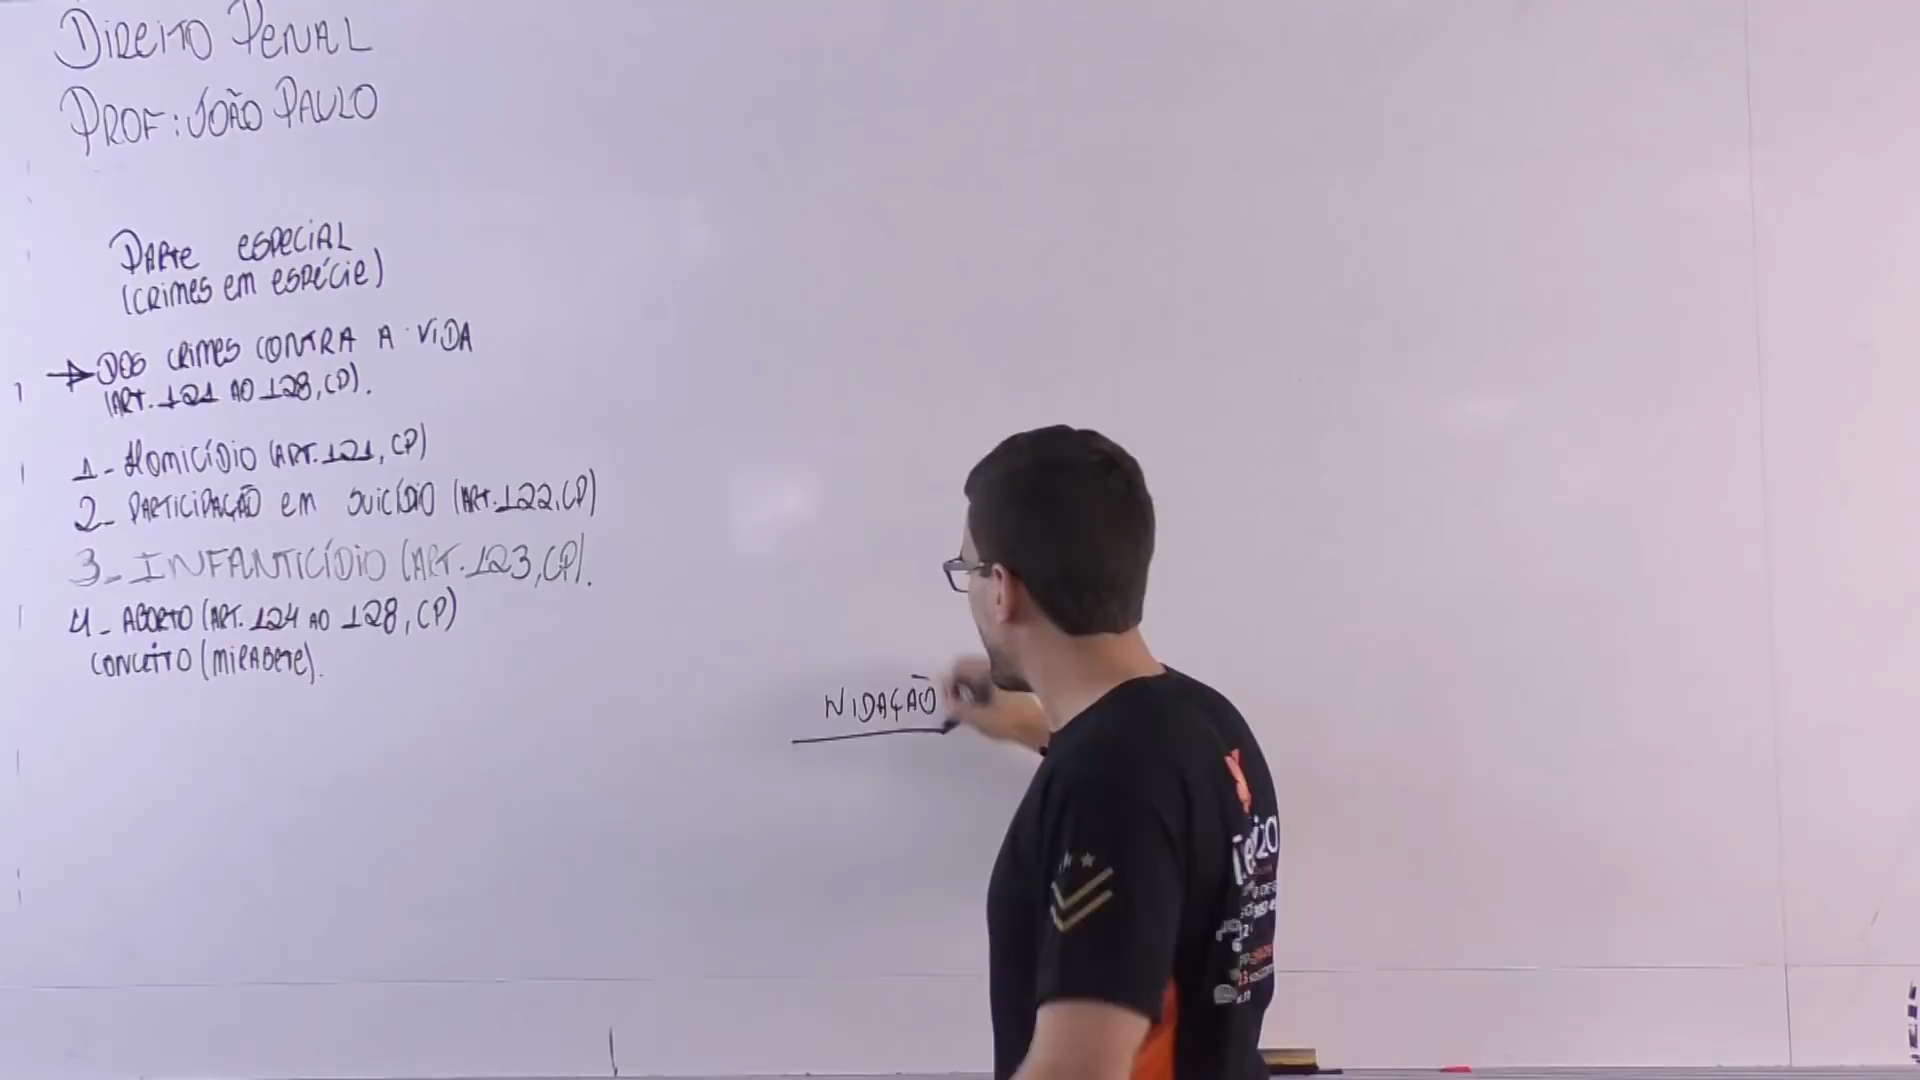 Direito Penal
Prof: João Paulo
Parte especial
(crimes em espécie)
→ Dos crimes contra a vida
(Art. 121 ao 128, CP).
1- Homicídio (Art. 121, CP)
2- Participação em suicídio (Art. 122, CP)
3- INFANTICÍDIO (ART. 123, CP).
4- Aborto (Art. 124 ao 128, CP)
Conceito (Mirabete).
NIDAÇÃO